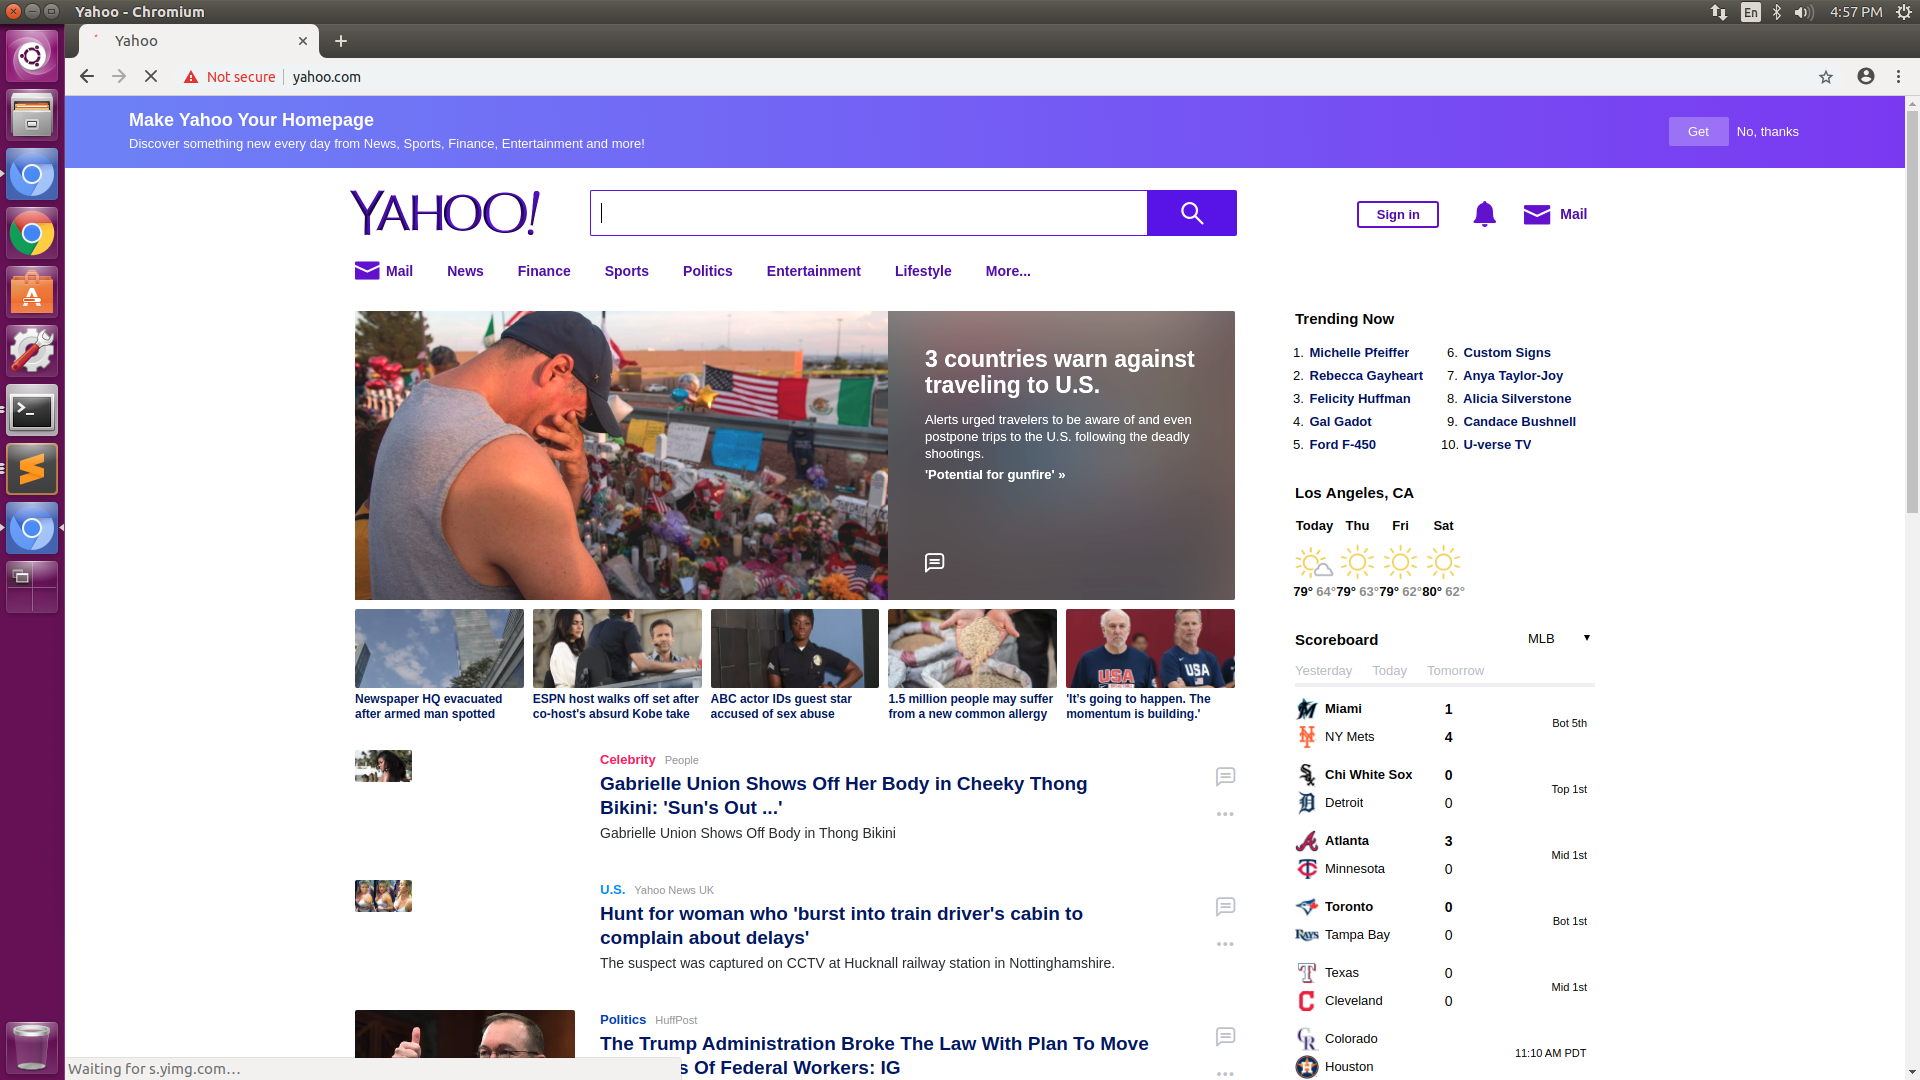 Yahoo - Chromium
En
4:57 PM
Yahoo
Not secure
yahoo.com
Make Yahoo Your Homepage
Discover something new every day from News, Sports, Finance, Entertainment and more!
Get
No, thanks
YAHOO!
Sign in
Mail
Mail
News
Finance
Sports
Politics
Entertainment
Lifestyle
More...
3 countries warn against
traveling to U.S.
Alerts urged travelers to be aware of and even
postpone trips to the U.S. following the deadly
shootings.
'Potential for gunfire' »
Newspaper HQ evacuated
after armed man spotted
ESPN host walks off set after
co-host's absurd Kobe take
ABC actor IDs guest star
accused of sex abuse
1.5 million people may suffer
from a new common allergy
USA
USA
'It's going to happen. The
momentum is building.'
Celebrity People
Gabrielle Union Shows Off Her Body in Cheeky Thong
Bikini: 'Sun's Out ...'
Gabrielle Union Shows Off Body in Thong Bikini
U.S. Yahoo News UK
Hunt for woman who 'burst into train driver's cabin to
complain about delays'
The suspect was captured on CCTV at Hucknall railway station in Nottinghamshire.
Politics HuffPost
The Trump Administration Broke The Law With Plan To Move
s Of Federal Workers: IG
Trending Now
1. Michelle Pfeiffer
2. Rebecca Gayheart
3. Felicity Huffman
4. Gal Gadot
5. Ford F-450
6. Custom Signs
7. Anya Taylor-Joy
8. Alicia Silverstone
9. Candace Bushnell
10. U-verse TV
Los Angeles, CA
Today Thu Fri Sat
79° 64° 79° 63° 79° 62° 80° 62°
Scoreboard
MLB
Yesterday Today Tomorrow
Miami 1
NY Mets 4
Bot 5th
Chi White Sox 0
Detroit 0
Top 1st
Atlanta 3
Minnesota 0
Mid 1st
Toronto 0
Tampa Bay 0
Bot 1st
Texas 0
Cleveland 0
Mid 1st
Colorado
Houston
11:10 AM PDT
Waiting for s.yimg.com…